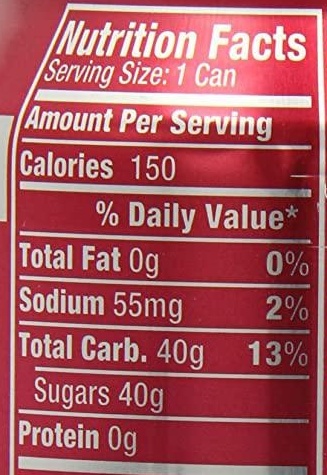 Nutrition Facts
Serving Size: 1 Can
Amount Per Serving
Calories 150
% Daily Value*
Total Fat 0g 0%
Sodium 55mg 2%
Total Carb. 40g 13%
Sugars 40g
Protein 0g